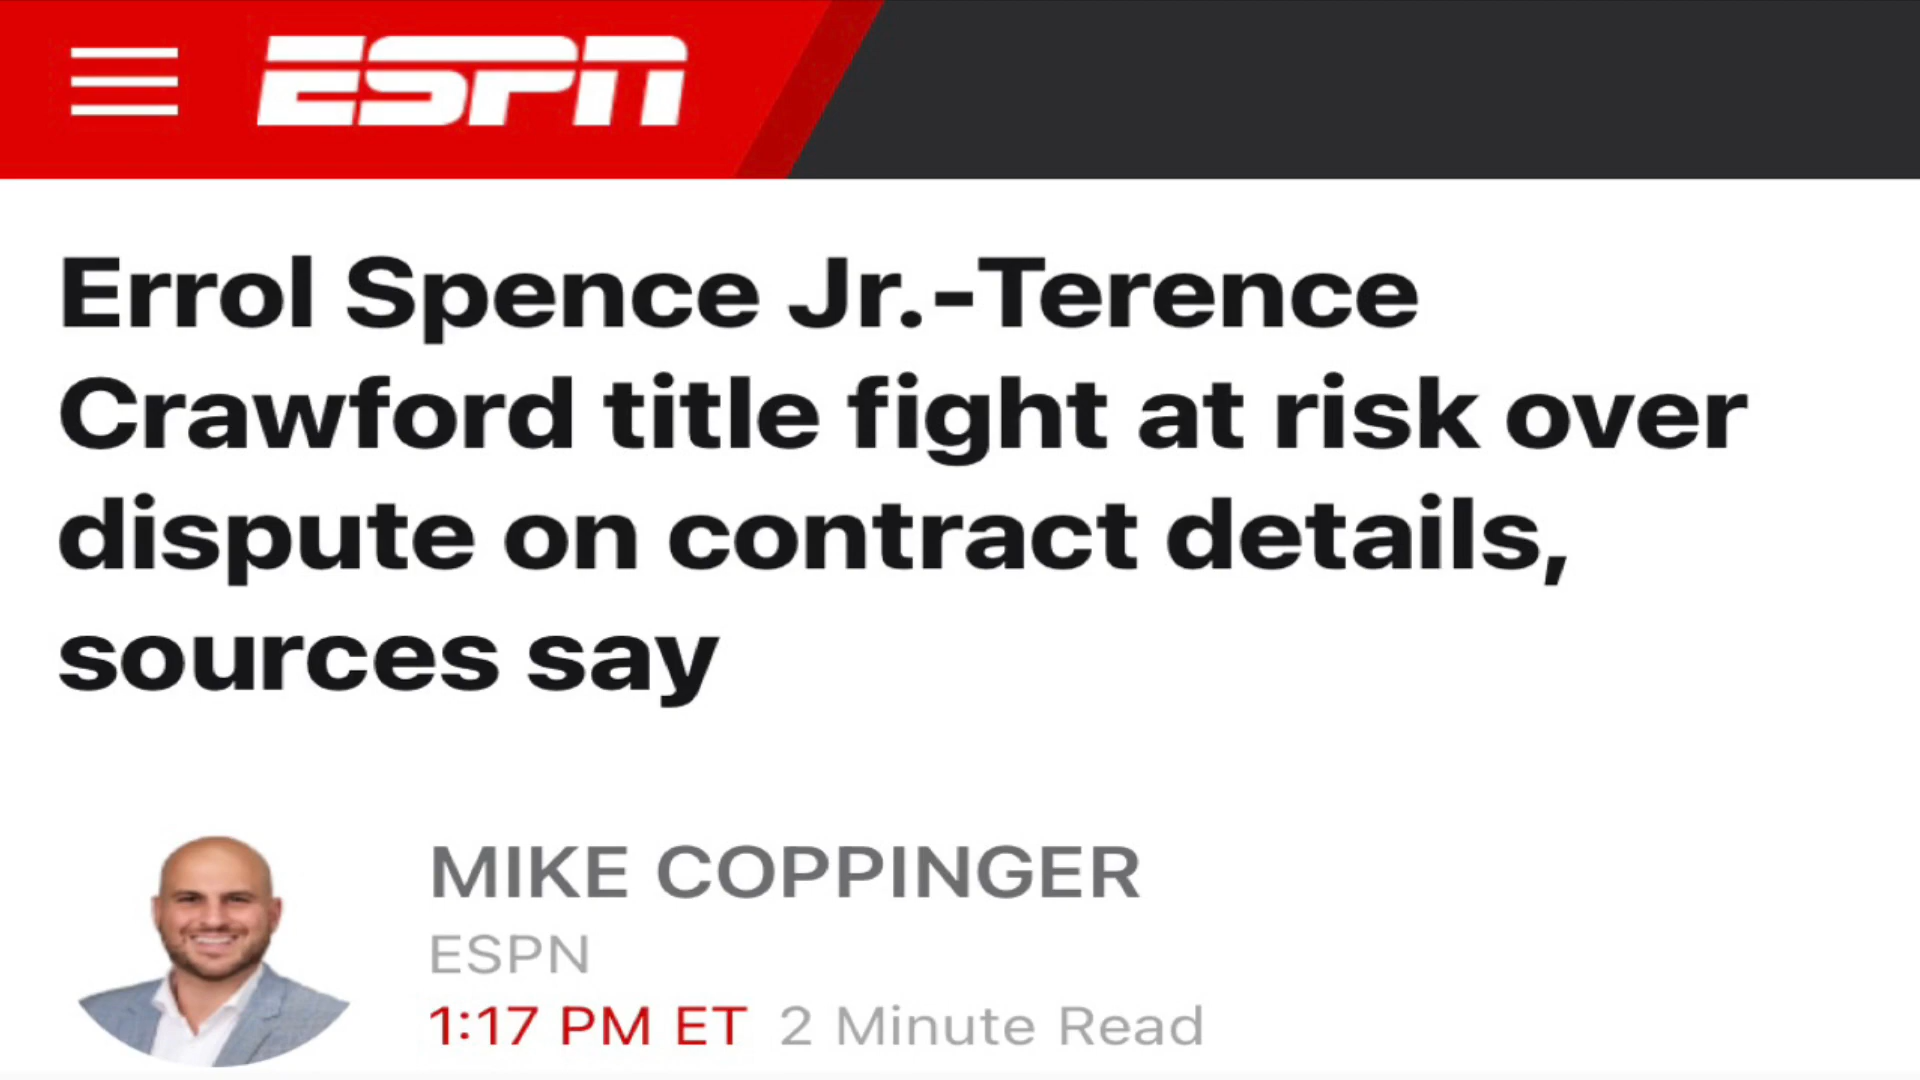 ESPN
Errol Spence Jr.-Terence
Crawford title fight at risk over
dispute on contract details,
sources say
MIKE COPPINGER
ESPN
1:17 PM ET 2 Minute Read